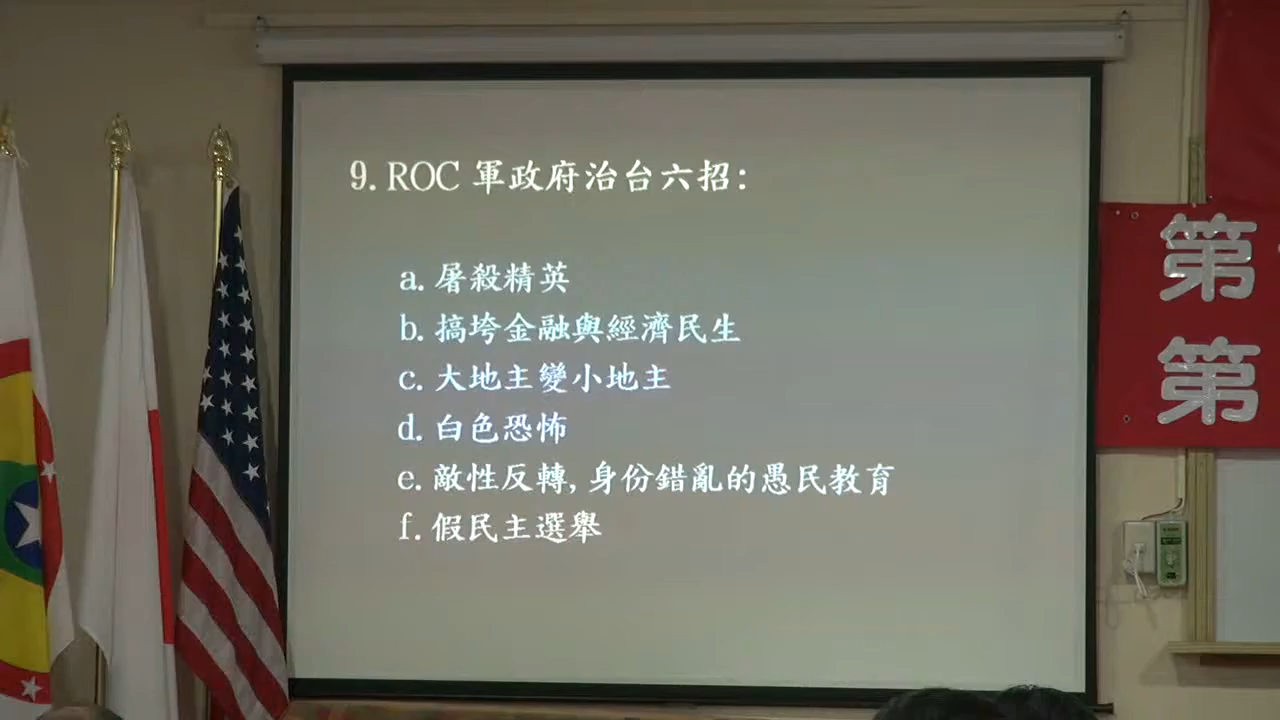 9. ROC 軍政府治台六招:
a. 屠殺精英
b. 搞垮金融與經濟民生
c. 大地主變小地主
d. 白色恐怖
e. 敵性反轉, 身份錯亂的愚民教育
f. 假民主選舉
第
第